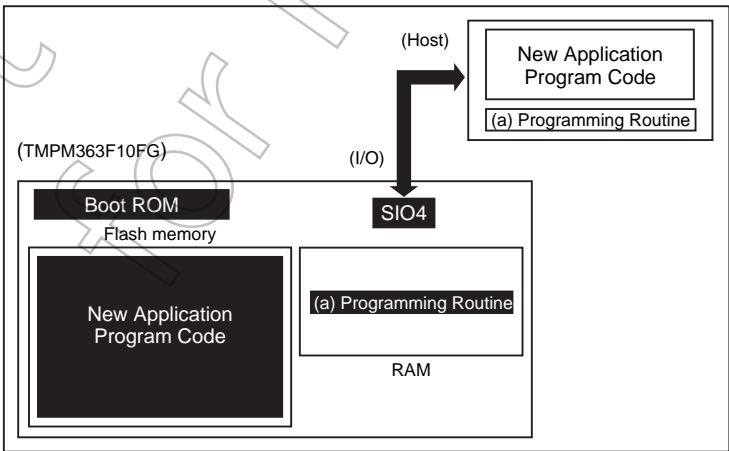 (Host)
New Application
Program Code
(a) Programming Routine
(TMPM363F10FG)
(I/O)
Boot ROM
SIO4
Flash memory
New Application
Program Code
(a) Programming Routine
RAM
for